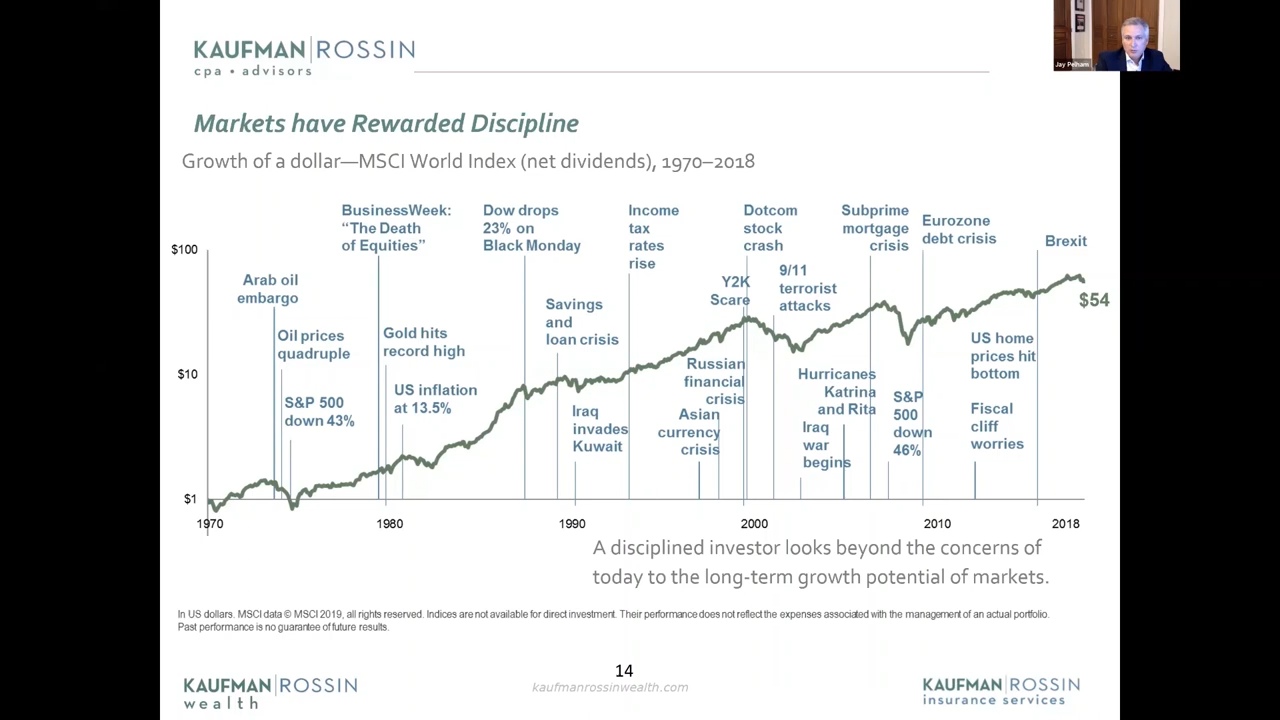 KAUFMAN|ROSSIN
cpa • advisors
Jay Pelham
Markets have Rewarded Discipline
Growth of a dollar—MSCI World Index (net dividends), 1970–2018
BusinessWeek:
“The Death
of Equities”
Dow drops
23% on
Black Monday
Income
tax
rates
rise
Dotcom
stock
crash
Subprime
mortgage
crisis
Eurozone
debt crisis
Brexit
$100
Arab oil
embargo
Y2K
Scare
9/11
terrorist
attacks
$54
Savings
and
loan crisis
Oil prices
quadruple
Gold hits
record high
US home
prices hit
bottom
Russian
financial
crisis
Hurricanes
Katrina
and Rita
$10
US inflation
at 13.5%
S&P
500
down
46%
S&P 500
down 43%
Iraq
invades
Kuwait
Asian
currency
crisis
Iraq
war
begins
Fiscal
cliff
worries
$1
1970
1980
1990
2000
2010
2018
A disciplined investor looks beyond the concerns of
today to the long-term growth potential of markets.
In US dollars. MSCI data © MSCI 2019, all rights reserved. Indices are not available for direct investment. Their performance does not reflect the expenses associated with the management of an actual portfolio.
Past performance is no guarantee of future results.
14
kaufmanrossinwealth.com
KAUFMAN|ROSSIN
wealth
KAUFMAN|ROSSIN
insurance services